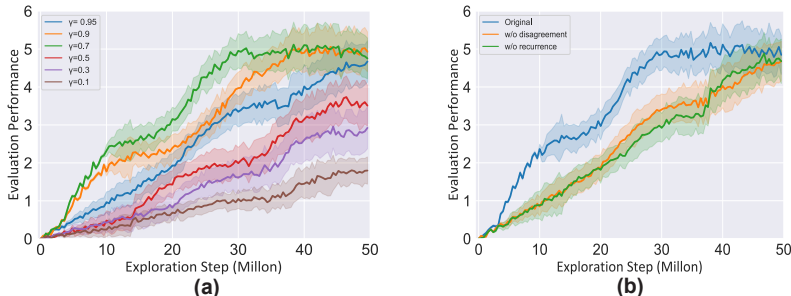 6
5
4
3
2
1
0
Evaluation Performance
γ= 0.95
γ=0.9
γ=0.7
γ=0.5
γ=0.3
γ=0.1
0 10 20 30 40 50
Exploration Step (Millon)
(a)
6
5
4
3
2
1
0
Evaluation Performance
Original
w/o disagreement
w/o recurrence
0 10 20 30 40 50
Exploration Step (Millon)
(b)